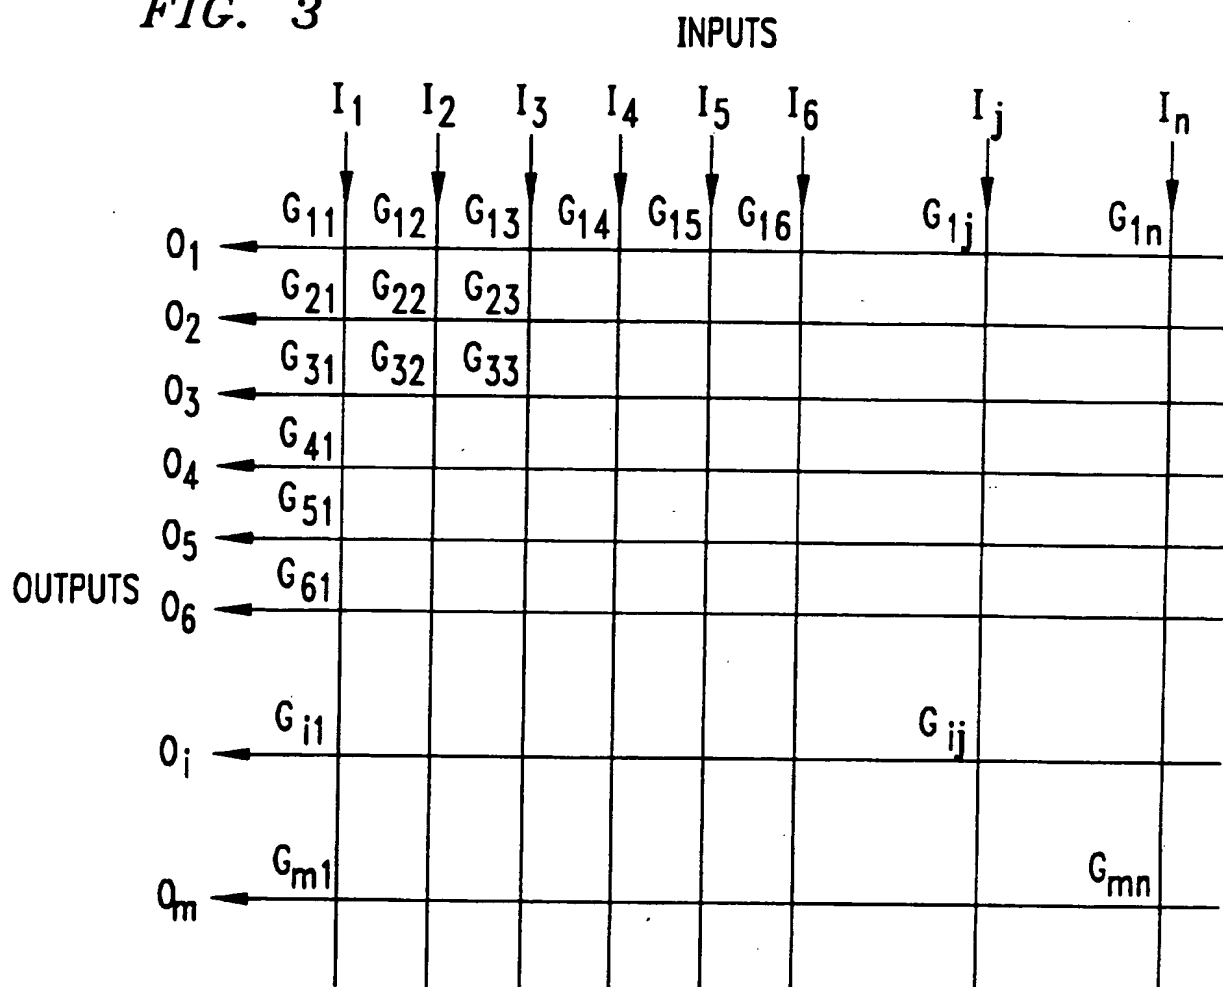 FIG. 3
INPUTS
I1 I2 I3 I4 I5 I6 Ij In
G11 G12 G13 G14 G15 G16 G1j G1n
O1
G21 G22 G23
O2
G31 G32 G33
O3
G41
O4
G51
O5
G61
OUTPUTS O6
Gi1 Gij
Oi
Gm1 Gmn
Om